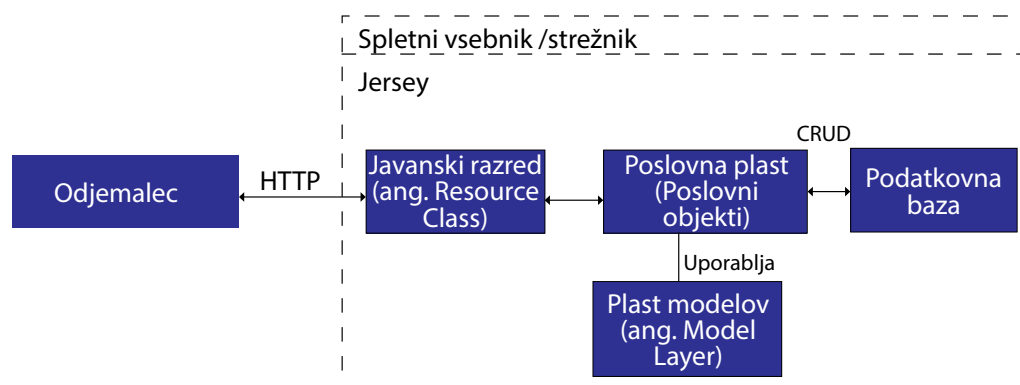 Spletni vsebnik /strežnik
Jersey
Odjemalec
HTTP
Javanski razred
(ang. Resource
Class)
Poslovna plast
(Poslovni
objekti)
CRUD
Podatkovna
baza
Uporablja
Plast modelov
(ang. Model
Layer)